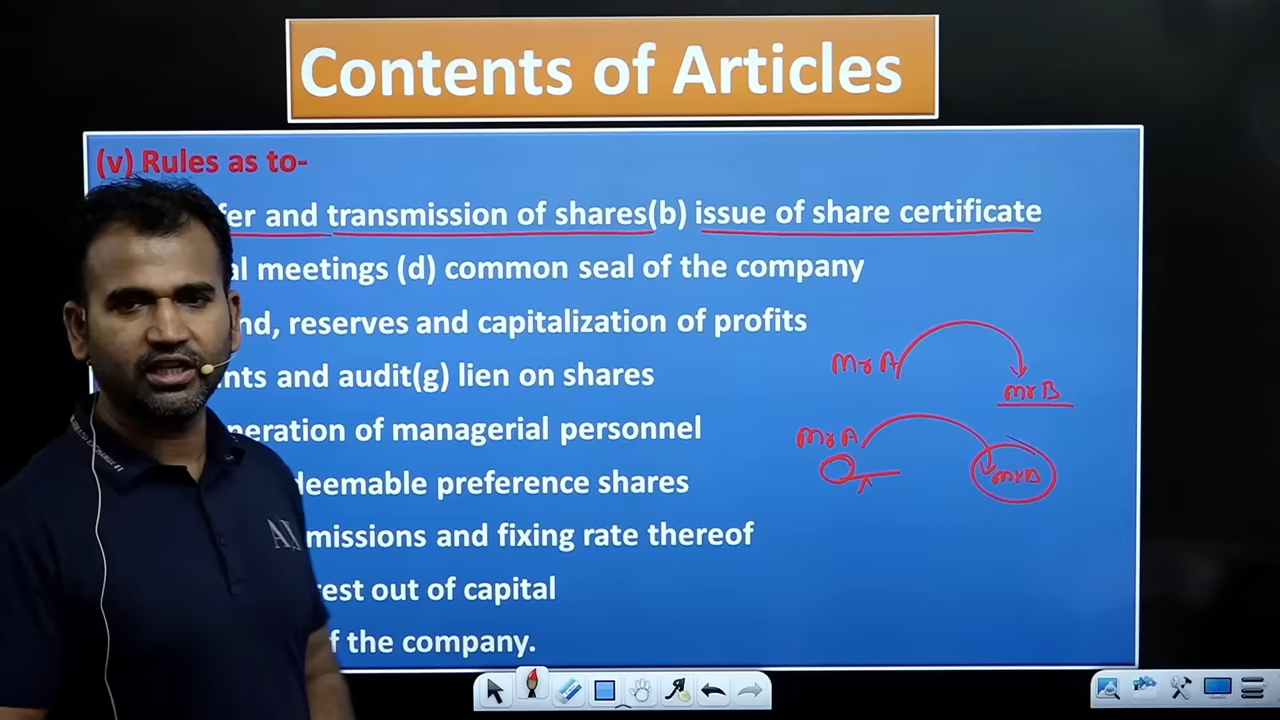 Contents of Articles
(v) Rules as to-
fer and transmission of shares(b) issue of share certificate
al meetings (d) common seal of the company
nd, reserves and capitalization of profits
nts and audit(g) lien on shares
neration of managerial personnel
deemable preference shares
missions and fixing rate thereof
rest out of capital
f the company.
Mr A
Mr B
Mr A
Mr B